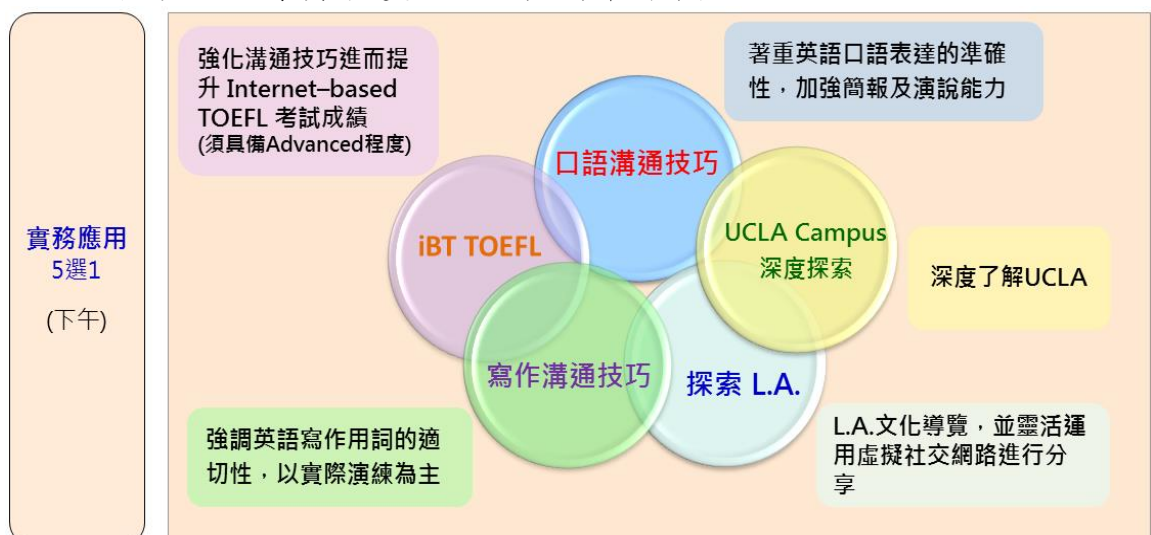 實務應用
5選1
(下午)
強化溝通技巧進而提
升 Internet–based
TOEFL 考試成績
(須具備Advanced程度)
著重英語口語表達的準確
性，加強簡報及演說能力
口語溝通技巧
iBT TOEFL
UCLA Campus
深度探索
深度了解UCLA
寫作溝通技巧
探索 L.A.
強調英語寫作用詞的適
切性，以實際演練為主
L.A.文化導覽，並靈活運
用虛擬社交網路進行分
享